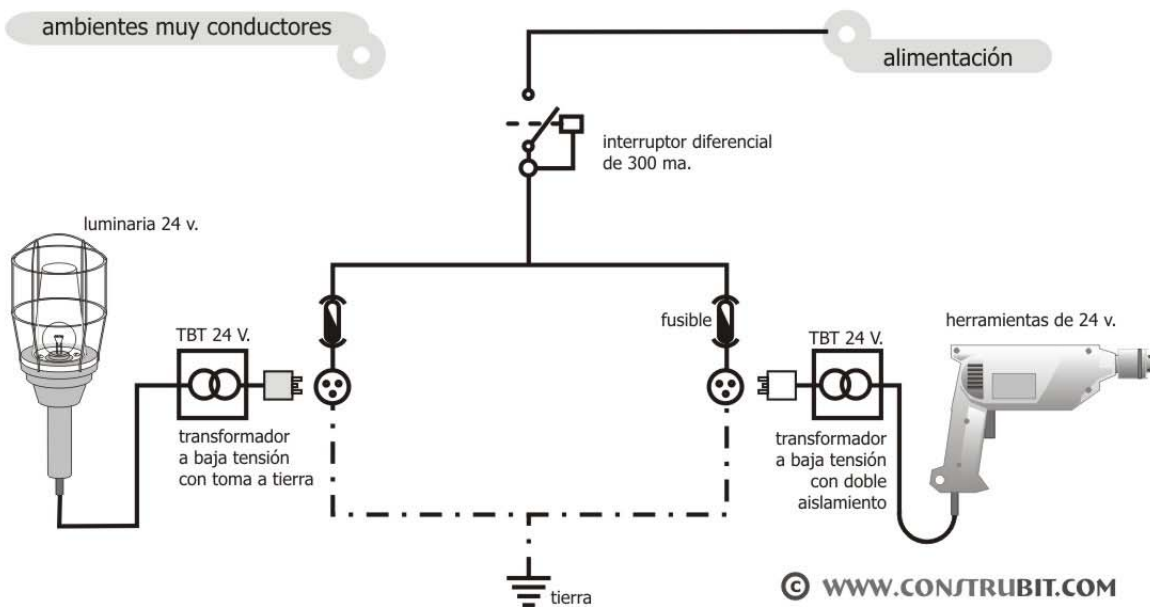 ambientes muy conductores
alimentación
interruptor diferencial
de 300 ma.
luminaria 24 v.
TBT 24 V.
fusible
TBT 24 V.
herramientas de 24 v.
transformador
a baja tensión
con toma a tierra
transformador
a baja tensión
con doble
aislamiento
tierra
© WWW.CONSTRUBIT.COM